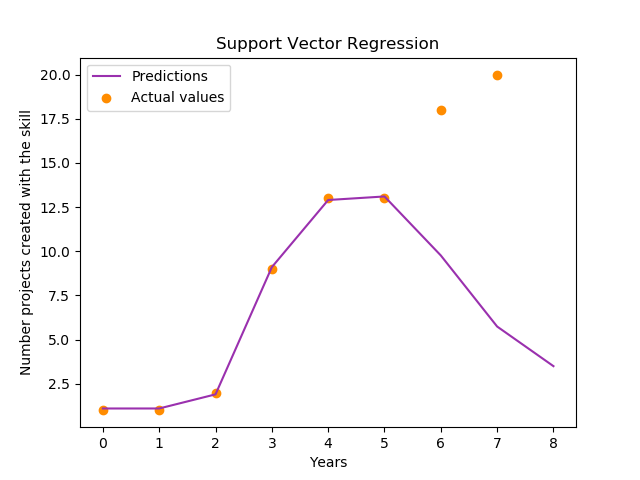 Support Vector Regression
Predictions
Actual values
20.0
17.5
15.0
12.5
10.0
7.5
5.0
2.5
Number projects created with the skill
0 1 2 3 4 5 6 7 8
Years